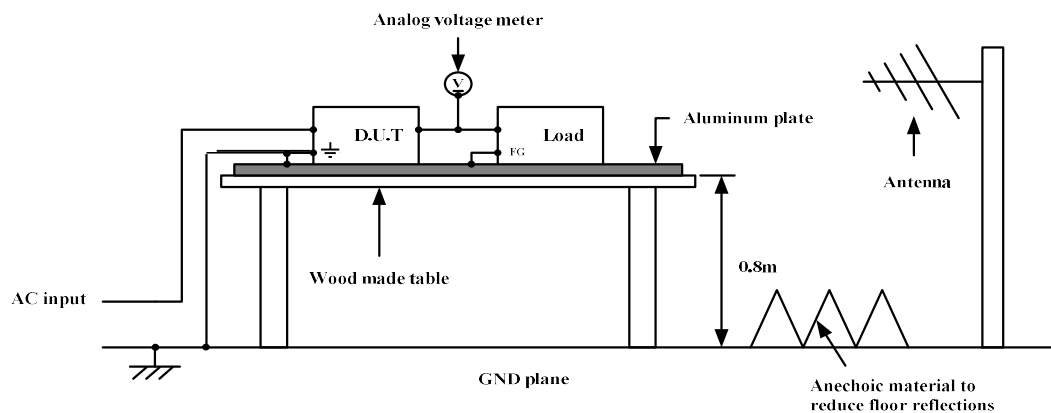 Analog voltage meter
V
D.U.T
Load
FG
Aluminum plate
Antenna
0.8m
Wood made table
AC input
GND plane
Anechoic material to
reduce floor reflections